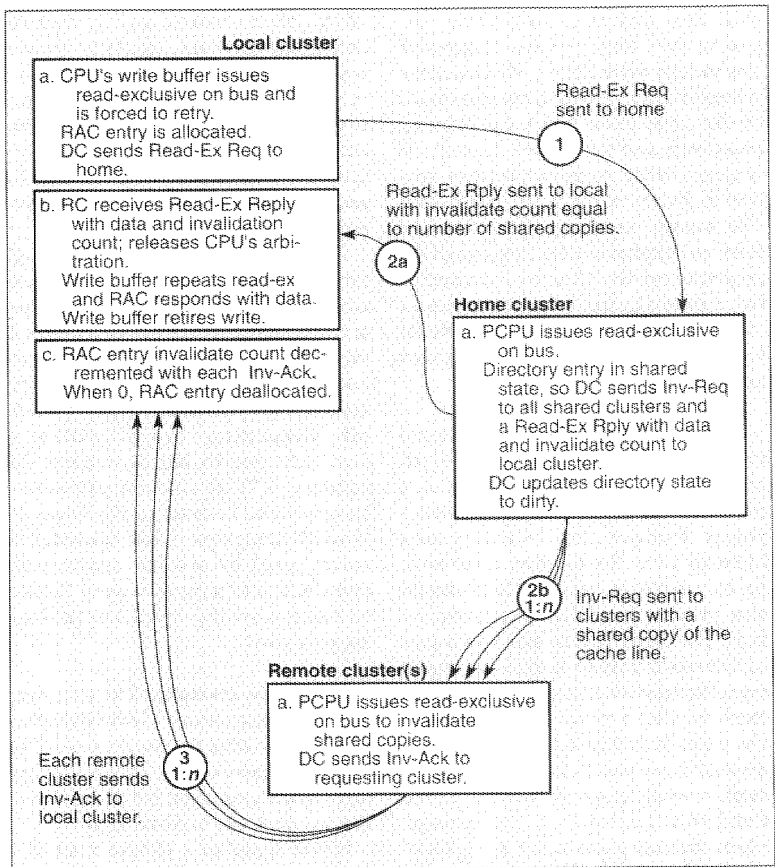 Local cluster
a. CPU's write buffer issues
read-exclusive on bus and
is forced to retry.
RAC entry is allocated.
DC sends Read-Ex Req to
home.
Read-Ex Req
sent to home
1
b. RC receives Read-Ex Reply
with data and invalidation
count; releases CPU's arbi-
tration.
Write buffer repeats read-ex
and RAC responds with data.
Write buffer retires write.
Read-Ex Rply sent to local
with invalidate count equal
to number of shared copies.
2a
c. RAC entry invalidate count dec-
remented with each Inv-Ack.
When 0, RAC entry deallocated.
Home cluster
a. PCPU issues read-exclusive
on bus.
Directory entry in shared
state, so DC sends Inv-Req
to all shared clusters and
a Read-Ex Rply with data
and invalidate count to
local cluster.
DC updates directory state
to dirty.
2b
1:n
Inv-Req sent to
clusters with a
shared copy of the
cache line.
Remote cluster(s)
a. PCPU issues read-exclusive
on bus to invalidate
shared copies.
DC sends Inv-Ack to
requesting cluster.
3
1:n
Each remote
cluster sends
Inv-Ack to
local cluster.